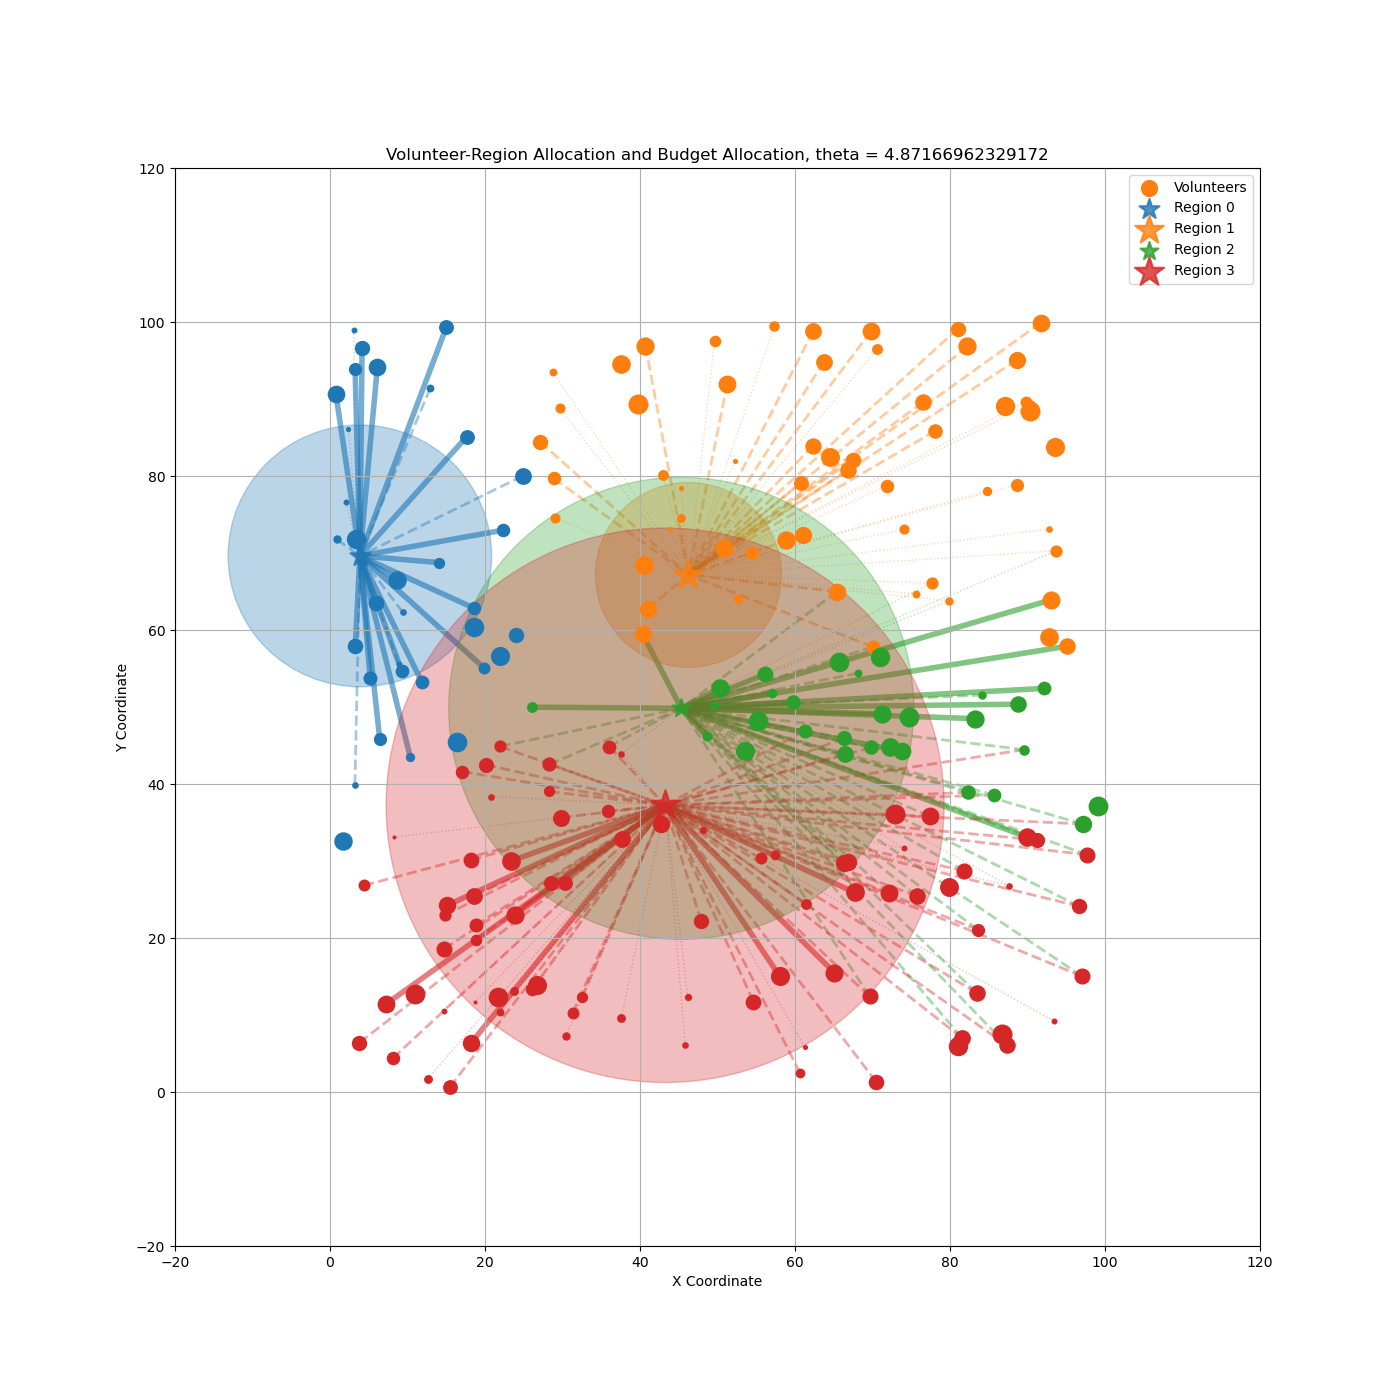 Volunteer-Region Allocation and Budget Allocation, theta = 4.87166962329172
120
100
80
60
40
20
0
−20
Y Coordinate
Volunteers
Region 0
Region 1
Region 2
Region 3
−20 0 20 40 60 80 100 120
X Coordinate